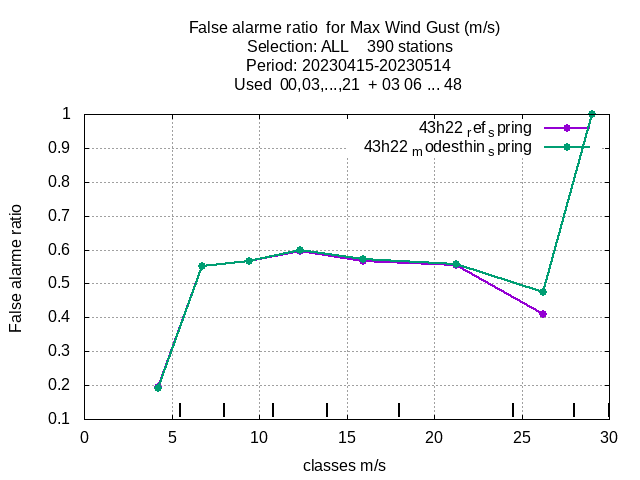 False alarme ratio  for Max Wind Gust (m/s)
Selection: ALL    390 stations
Period: 20230415-20230514
Used  00,03,...,21  + 03 06 ... 48
43h22 ref spring
43h22 modesthin spring
False alarme ratio
1
0.9
0.8
0.7
0.6
0.5
0.4
0.3
0.2
0.1
0 5 10 15 20 25 30
classes m/s